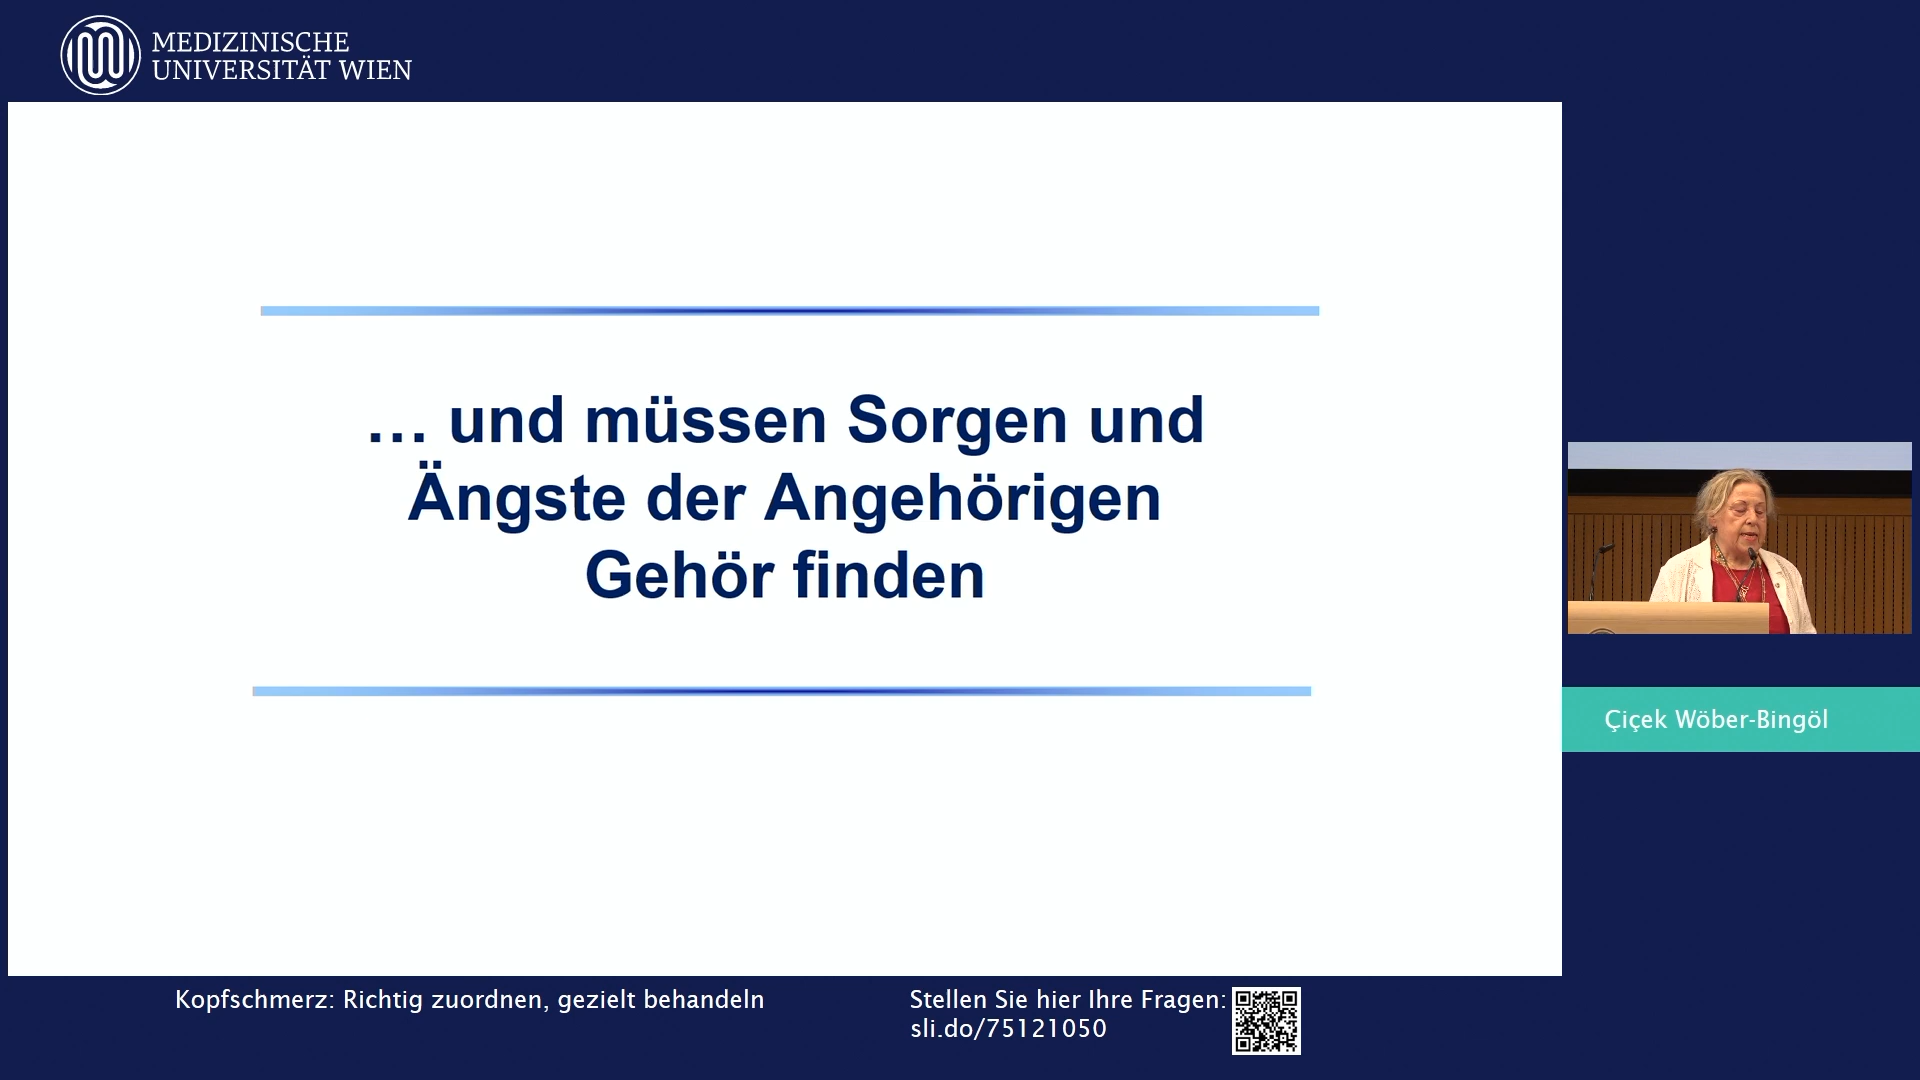 MEDIZINISCHE
UNIVERSITÄT WIEN
… und müssen Sorgen und
Ängste der Angehörigen
Gehör finden
Çiçek Wöber-Bingöl
Kopfschmerz: Richtig zuordnen, gezielt behandeln
Stellen Sie hier Ihre Fragen:
sli.do/75121050